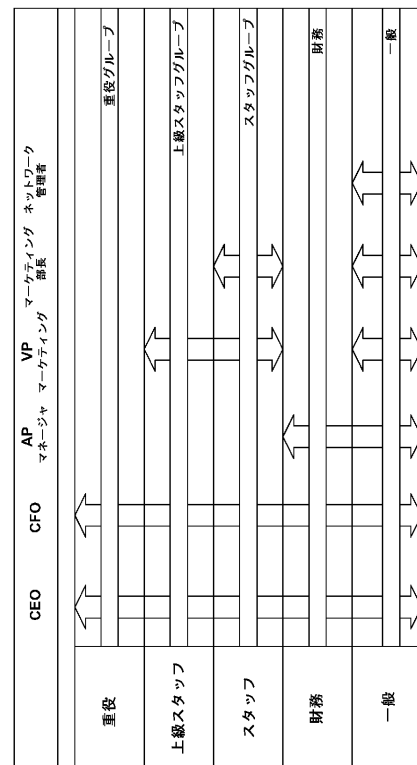 CEO
CFO
AP
マネージャ
VP
マーケティング
マーケティング
部長
ネットワーク
管理者
重役
重役グループ
上級スタッフ
上級スタッフグループ
スタッフ
スタッフグループ
財務
財務
一般
一般